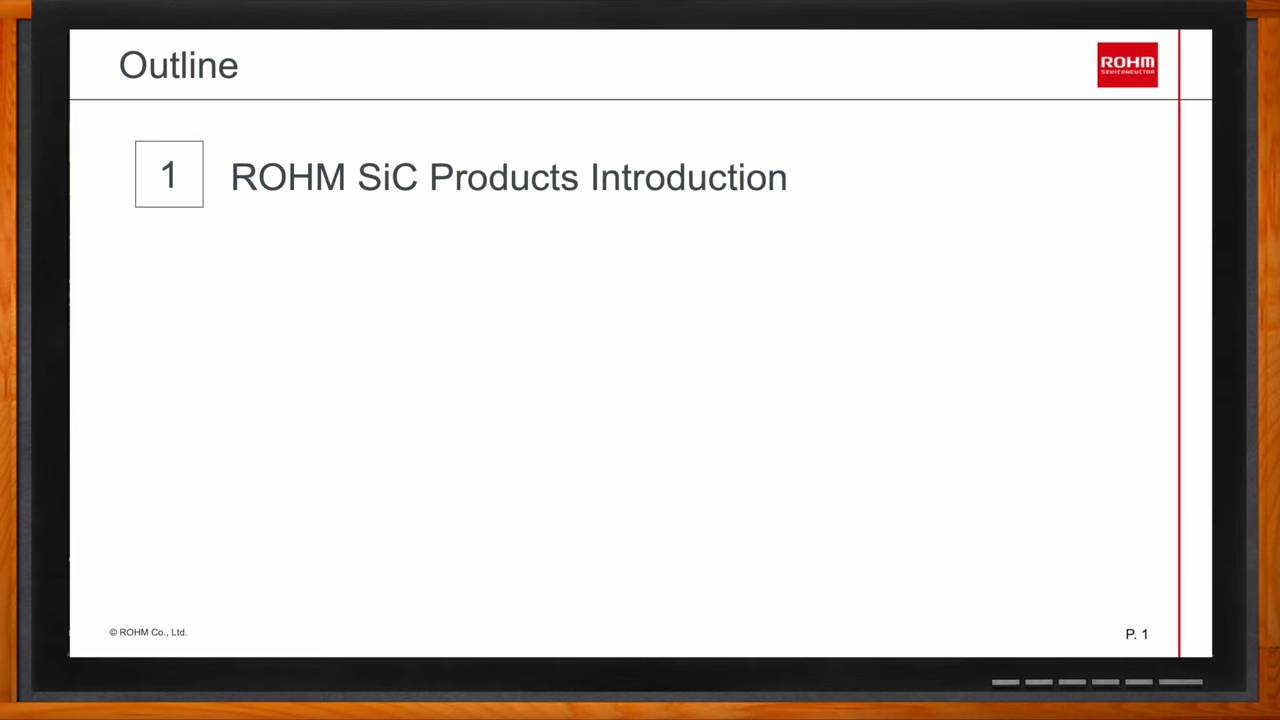 Outline
ROHM
SEMICONDUCTOR
1
ROHM SiC Products Introduction
© ROHM Co., Ltd.
P. 1